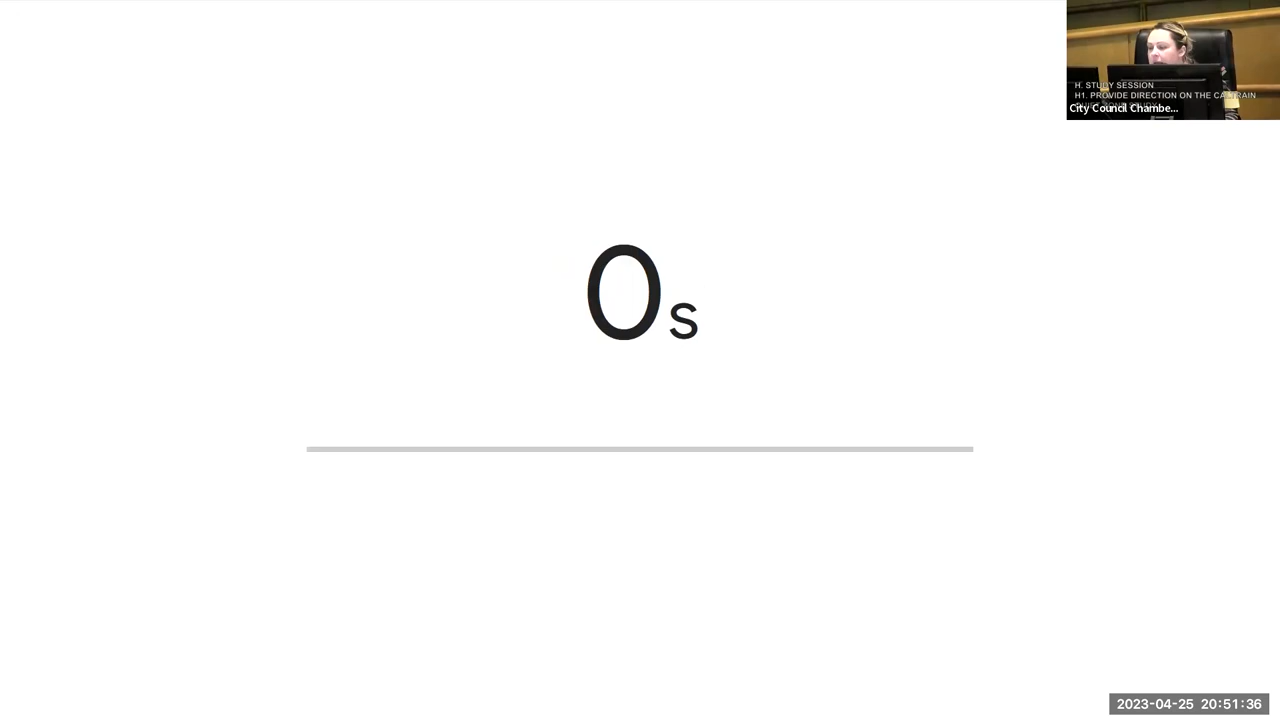 H. STUDY SESSION
H1. PROVIDE DIRECTION ON THE CALTRAIN
City Council Chambe...
0s
2023-04-25 20:51:36